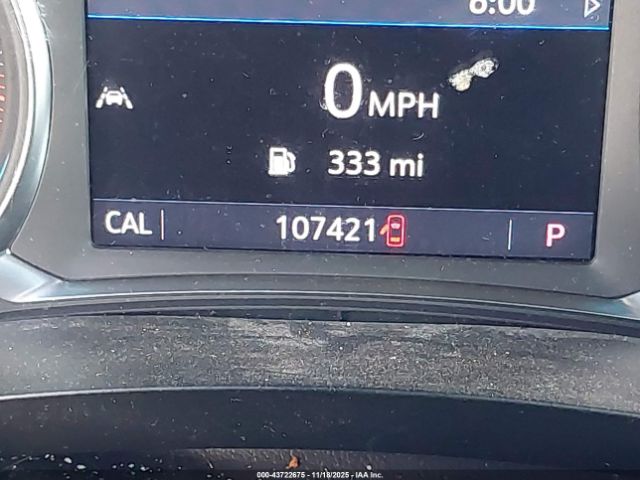 6:00
0 MPH
333 mi
CAL 107421 P
000-43722675 - 11/18/2025 - IAA Inc.